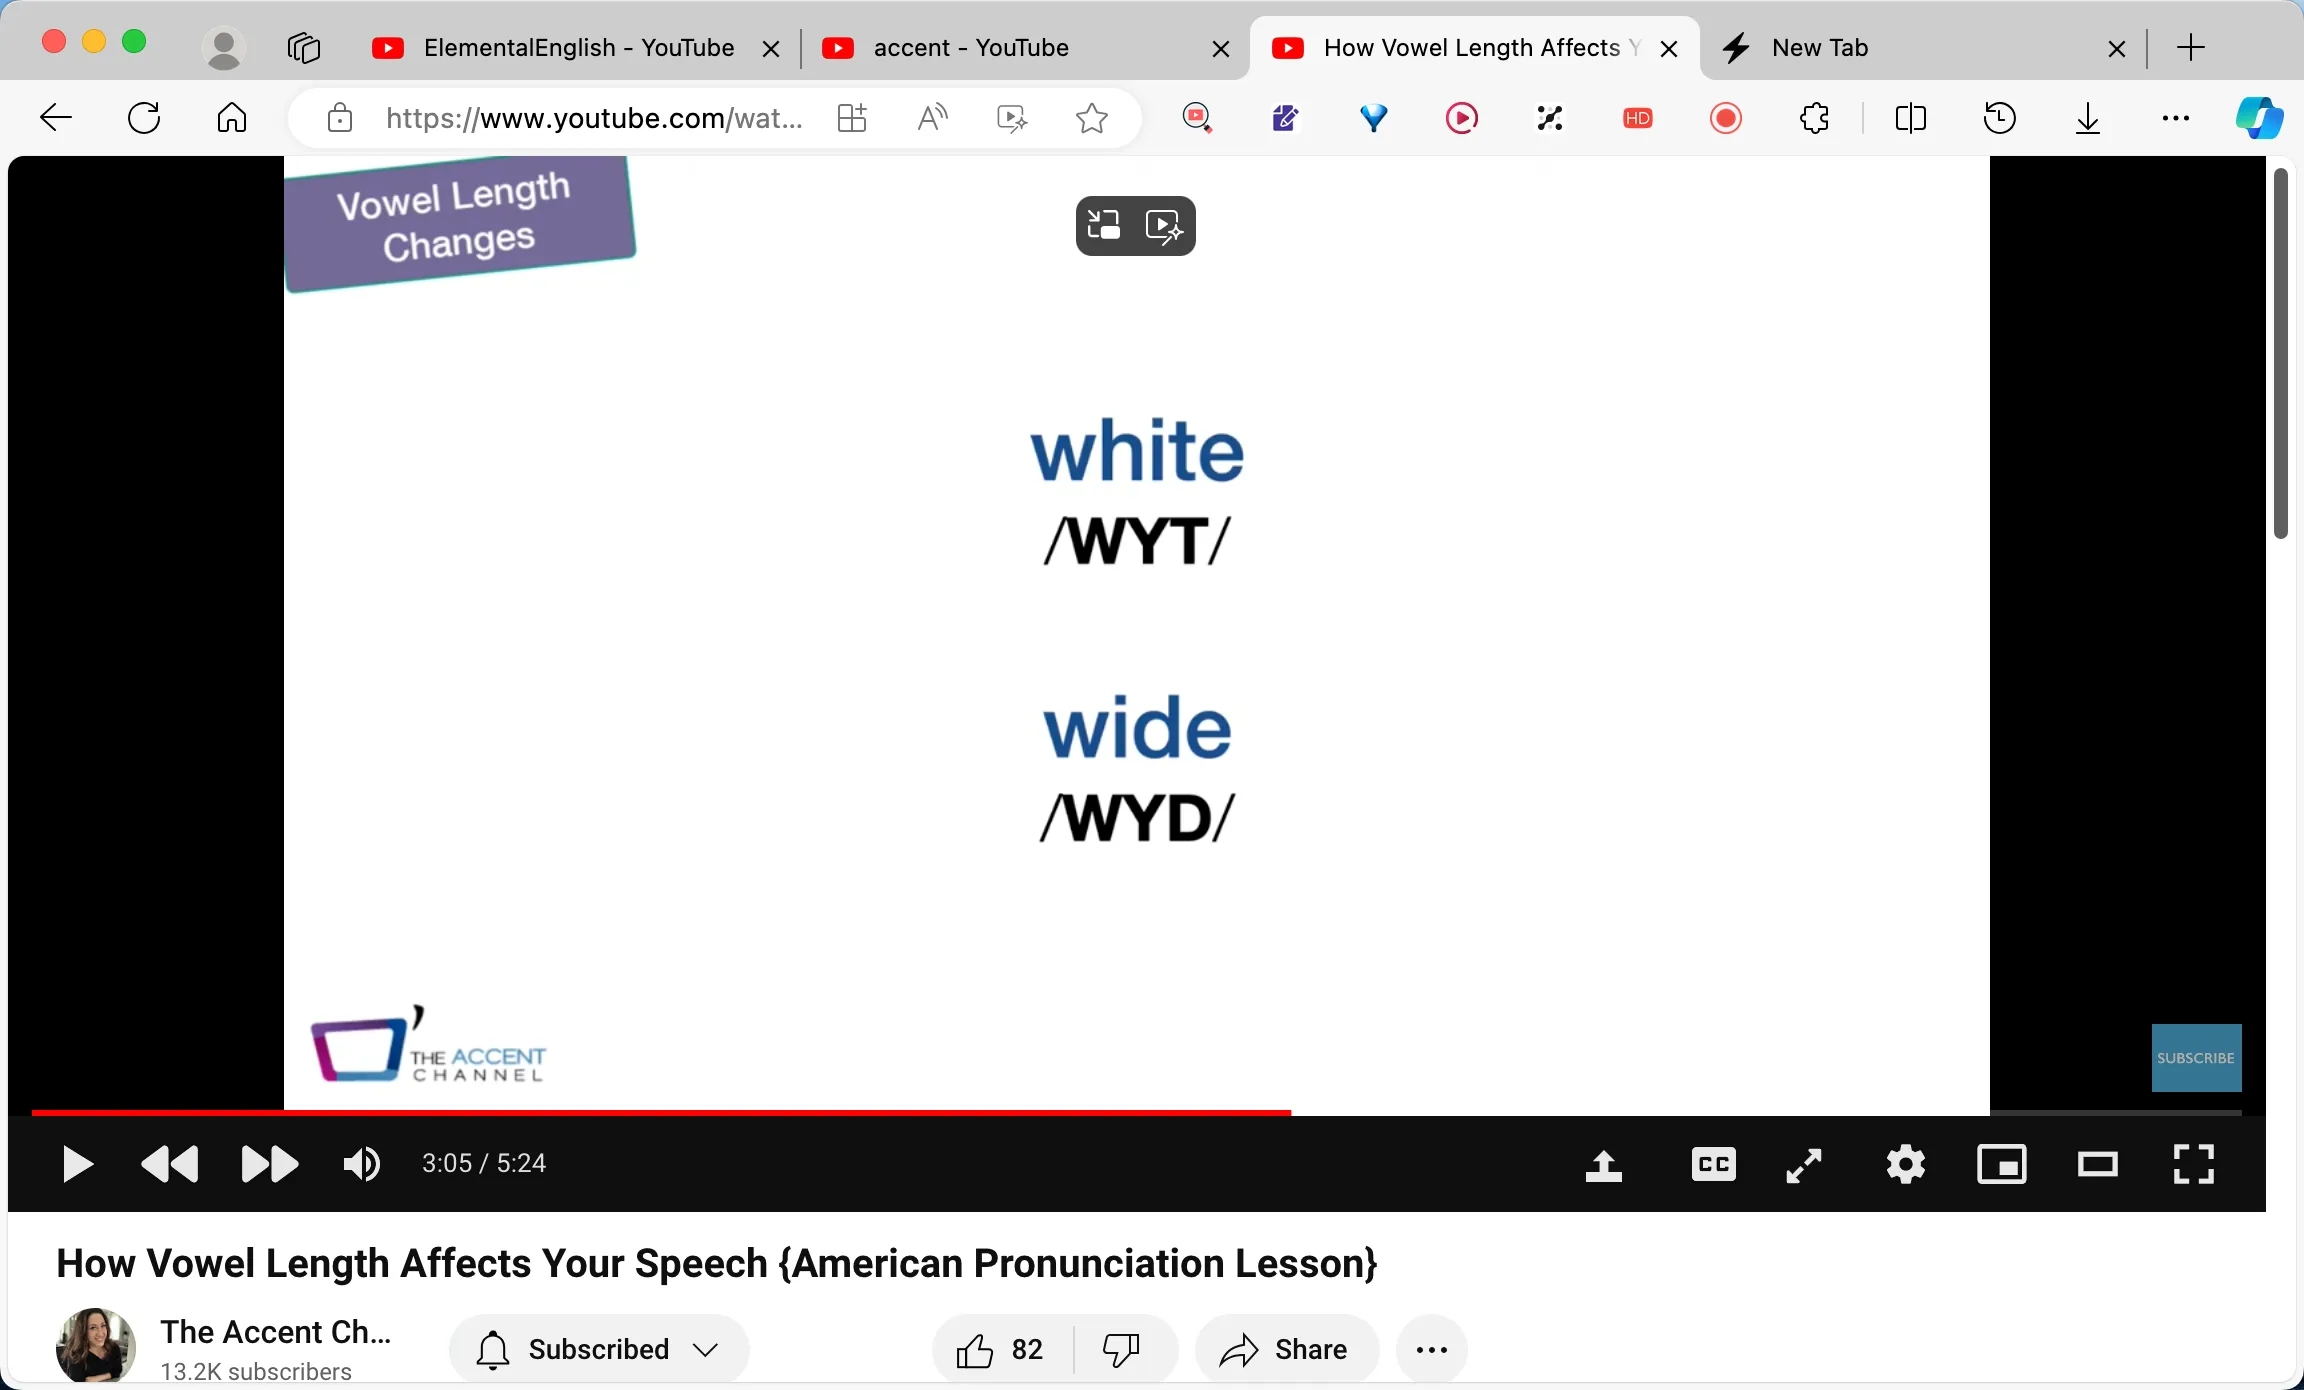 ElementalEnglish - YouTube
accent - YouTube
How Vowel Length Affects Y
New Tab
https://www.youtube.com/wat...
HD
Vowel Length
Changes
white
/WYT/
wide
/WYD/
THE ACCENT
CHANNEL
SUBSCRIBE
3:05 / 5:24
CC
How Vowel Length Affects Your Speech {American Pronunciation Lesson}
The Accent Ch...
13.2K subscribers
Subscribed
82
Share